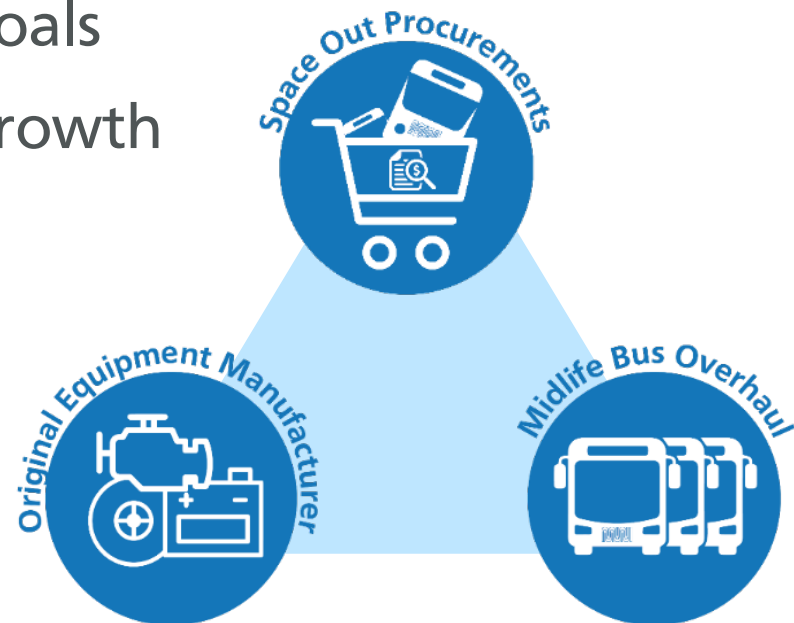 oals
rowth
Space Out Procurements
Original Equipment Manufacturer
Midlife Bus Overhaul
$